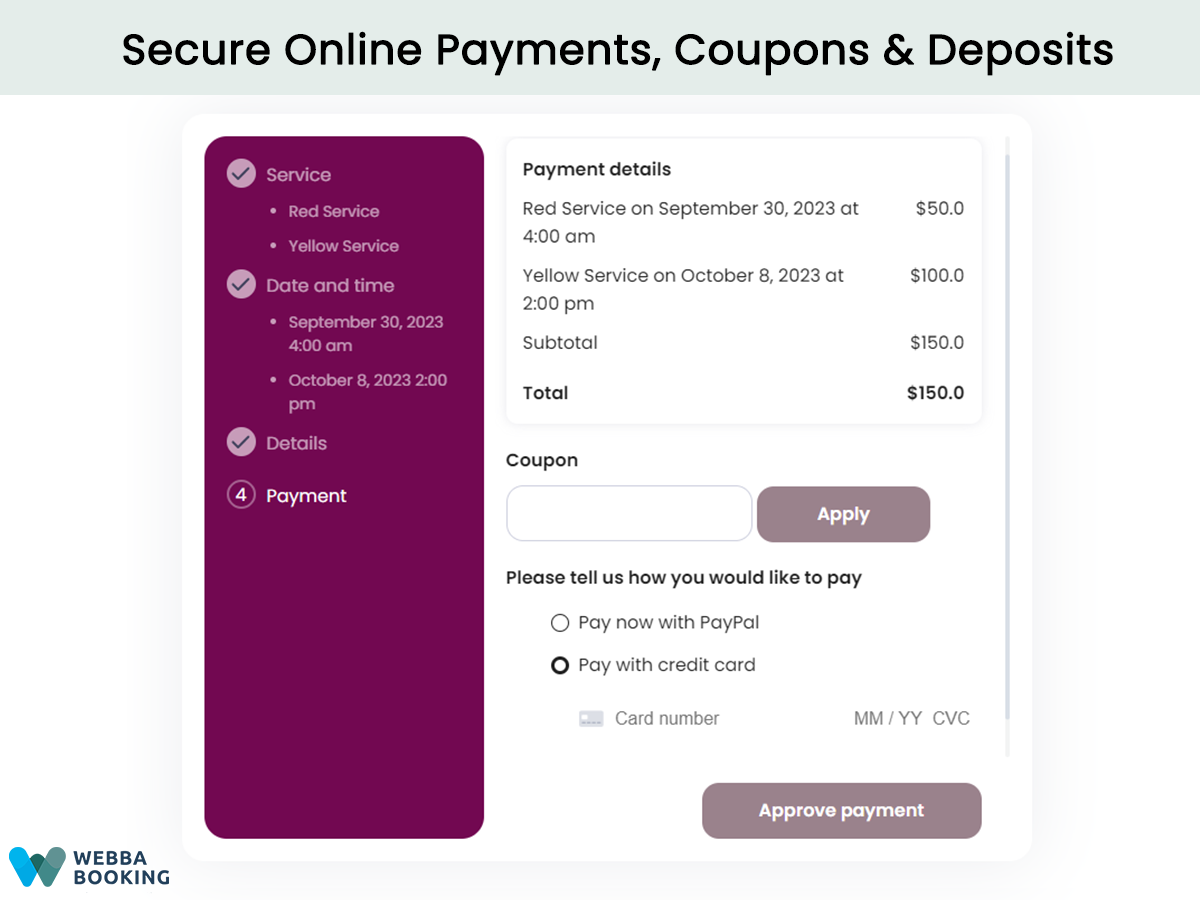 Secure Online Payments, Coupons & Deposits
Service
• Red Service
• Yellow Service
Date and time
• September 30, 2023
4:00 am
• October 8, 2023 2:00
pm
Details
4 Payment
Payment details
Red Service on September 30, 2023 at $50.0
4:00 am
Yellow Service on October 8, 2023 at $100.0
2:00 pm
Subtotal $150.0
Total $150.0
Coupon
Apply
Please tell us how you would like to pay
Pay now with PayPal
Pay with credit card
Card number MM / YY CVC
Approve payment
WEBBA
BOOKING